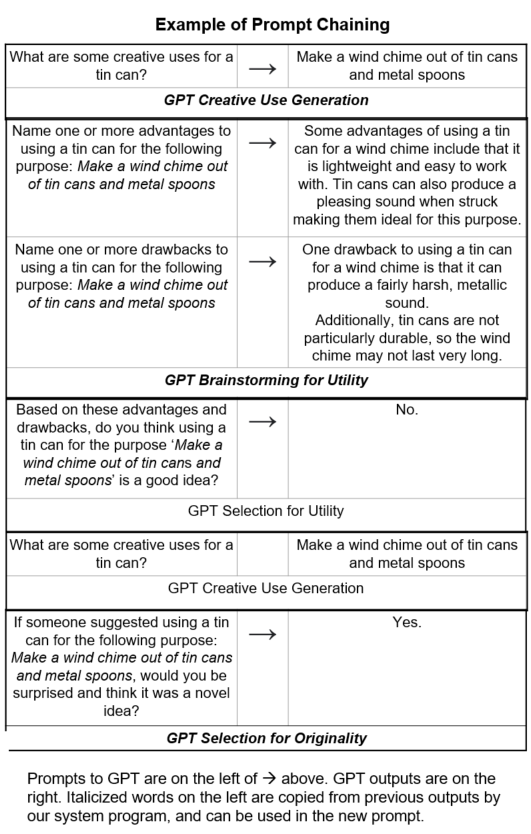 Example of Prompt Chaining
What are some creative uses for a
tin can?
→
Make a wind chime out of tin cans
and metal spoons
GPT Creative Use Generation
Name one or more advantages to
using a tin can for the following
purpose: Make a wind chime out
of tin cans and metal spoons
→
Some advantages of using a tin
can for a wind chime include that it
is lightweight and easy to work
with. Tin cans can also produce a
pleasing sound when struck
making them ideal for this purpose.
Name one or more drawbacks to
using a tin can for the following
purpose: Make a wind chime out
of tin cans and metal spoons
→
One drawback to using a tin can
for a wind chime is that it can
produce a fairly harsh, metallic
sound.
Additionally, tin cans are not
particularly durable, so the wind
chime may not last very long.
GPT Brainstorming for Utility
Based on these advantages and
drawbacks, do you think using a
tin can for the purpose ‘Make a
wind chime out of tin cans and
metal spoons’ is a good idea?
→
No.
GPT Selection for Utility
What are some creative uses for a
tin can?
Make a wind chime out of tin cans
and metal spoons
GPT Creative Use Generation
If someone suggested using a tin
can for the following purpose:
Make a wind chime out of tin cans
and metal spoons, would you be
surprised and think it was a novel
idea?
→
Yes.
GPT Selection for Originality
Prompts to GPT are on the left of → above. GPT outputs are on the
right. Italicized words on the left are copied from previous outputs by
our system program, and can be used in the new prompt.